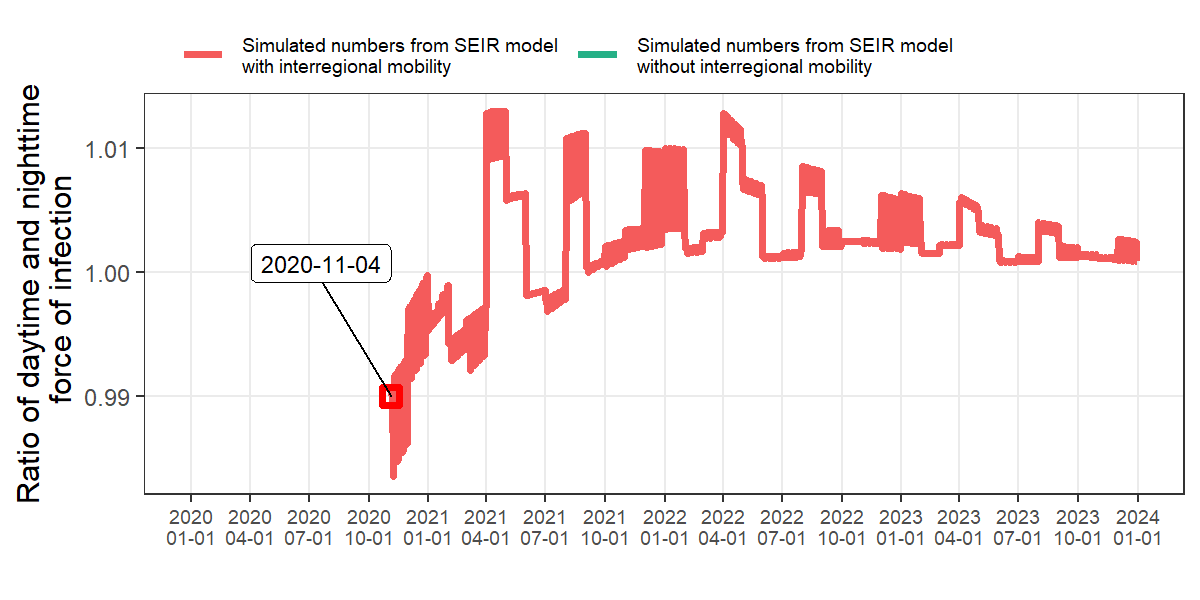 Simulated numbers from SEIR model
with interregional mobility
Simulated numbers from SEIR model
without interregional mobility
Ratio of daytime and nighttime
force of infection
1.01
1.00
0.99
2020-11-04
2020 2020 2020 2020 2021 2021 2021 2021 2022 2022 2022 2022 2023 2023 2023 2023 2024
01-01 04-01 07-01 10-01 01-01 04-01 07-01 10-01 01-01 04-01 07-01 10-01 01-01 04-01 07-01 10-01 01-01